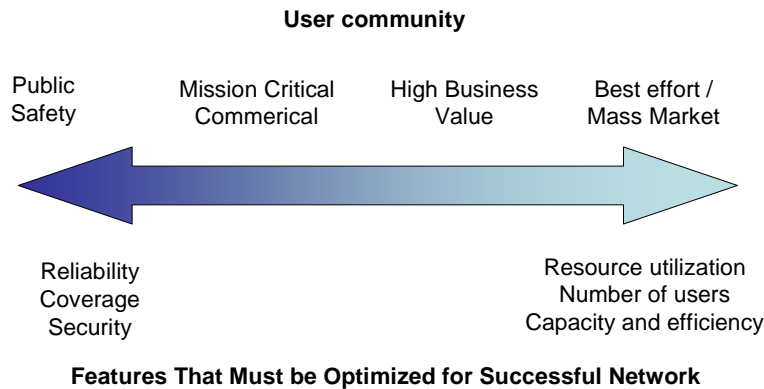 User community
Public
Safety
Mission Critical
Commerical
High Business
Value
Best effort /
Mass Market
Reliability
Coverage
Security
Resource utilization
Number of users
Capacity and efficiency
Features That Must be Optimized for Successful Network